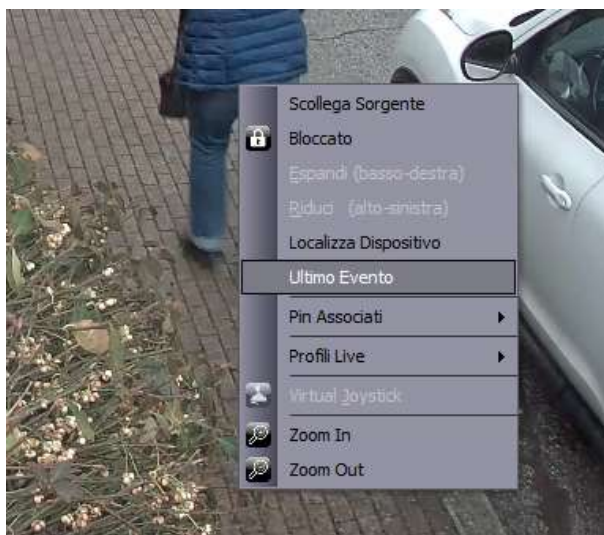 Scollega Sorgente
Bloccato
Espandi (basso-destra)
Riduci (alto-sinistra)
Localizza Dispositivo
Ultimo Evento
Pin Associati
Profili Live
Virtual Joystick
Zoom In
Zoom Out